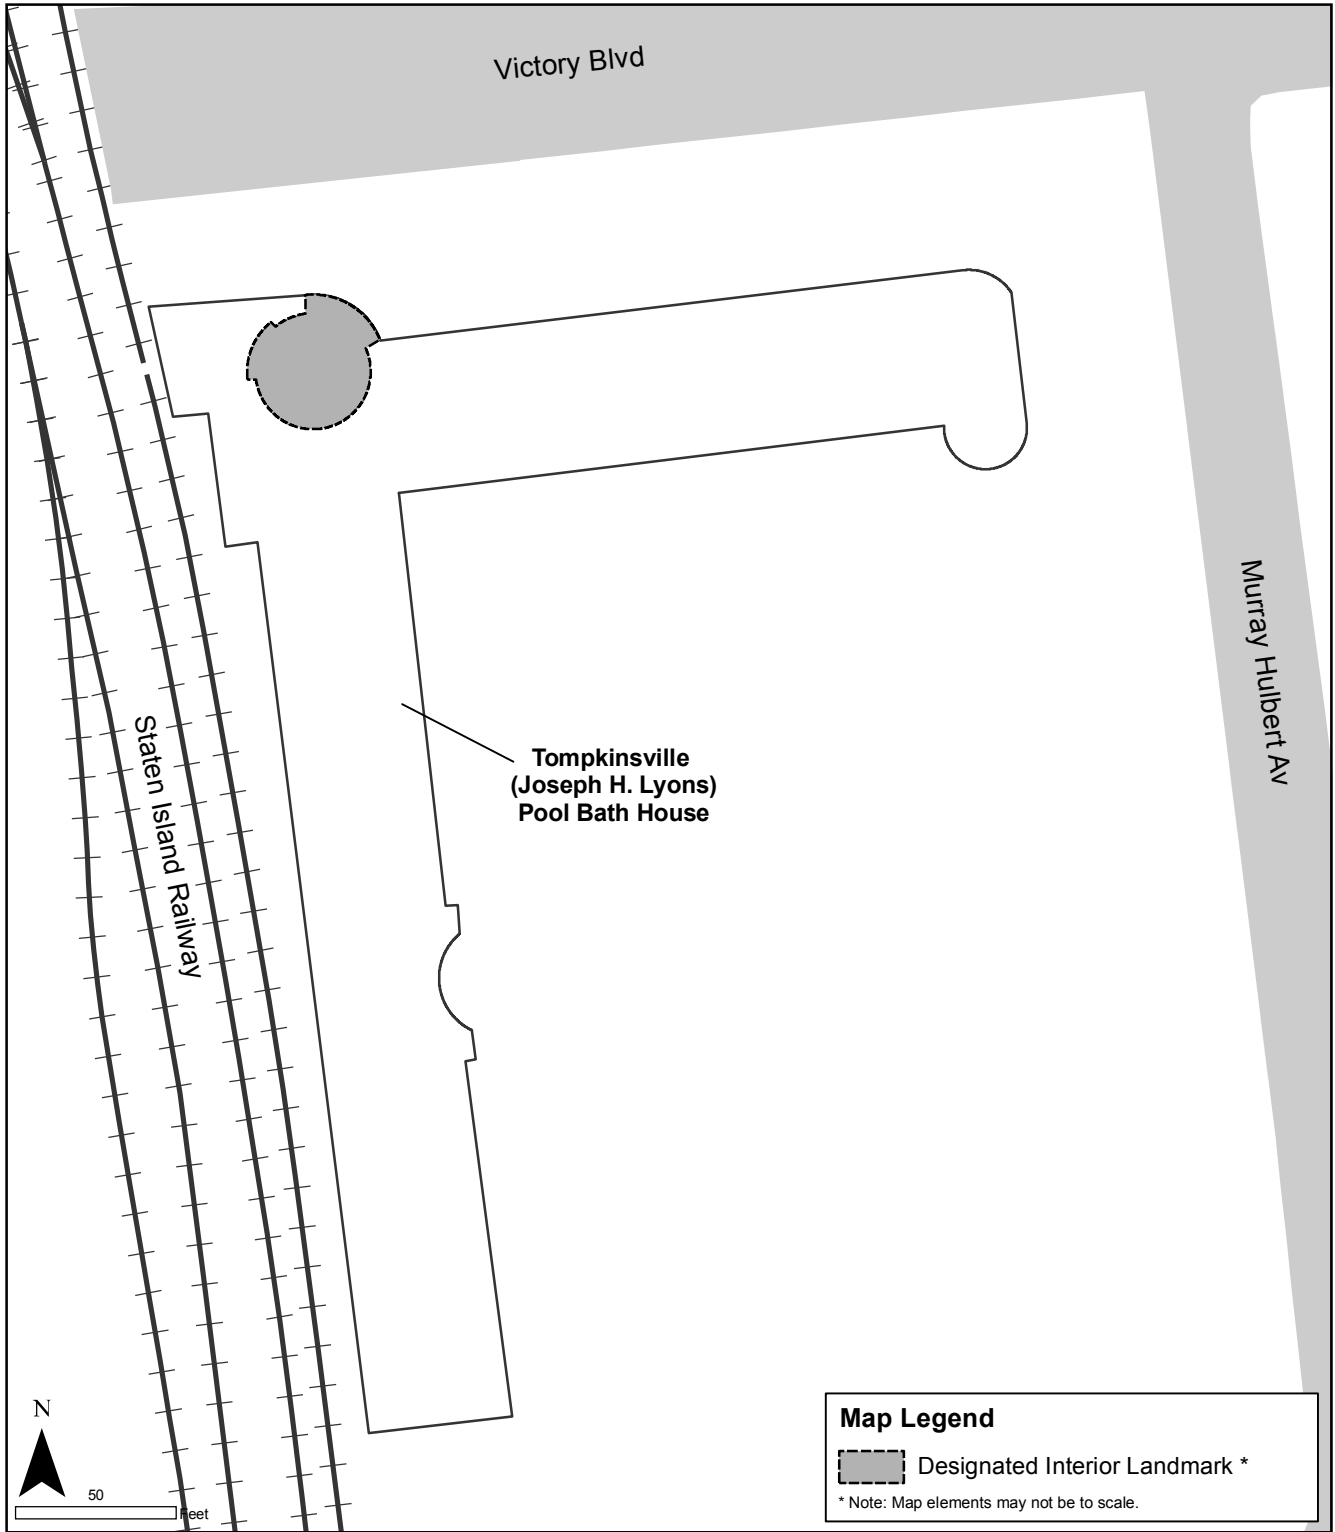 Victory Blvd
Murray Hulbert Av
Staten Island Railway
Tompkinsville
(Joseph H. Lyons)
Pool Bath House
N
50
Feet
Map Legend
Designated Interior Landmark *
* Note: Map elements may not be to scale.